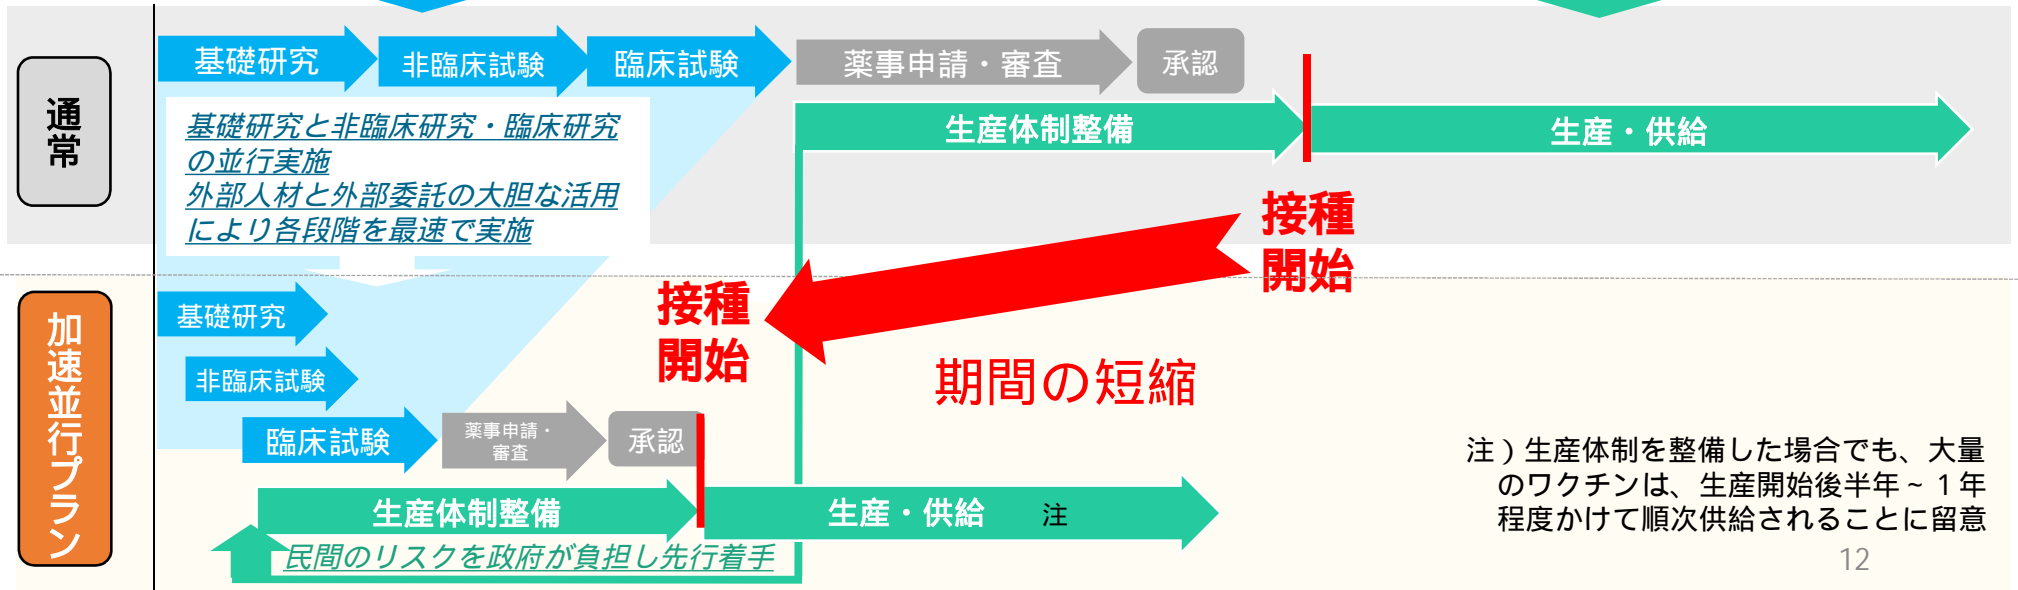 通常
基礎研究
非臨床試験
臨床試験
薬事申請・審査
承認
基礎研究と非臨床研究・臨床研究
の並行実施
外部人材と外部委託の大胆な活用
により各段階を最速で実施
生産体制整備
生産・供給
接種
開始
加速並行プラン
基礎研究
非臨床試験
臨床試験
薬事申請・
審査
承認
接種
開始
期間の短縮
生産体制整備
生産・供給 注
民間のリスクを政府が負担し先行着手
注）生産体制を整備した場合でも、大量
のワクチンは、生産開始後半年~１年
程度かけて順次供給されることに留意
12